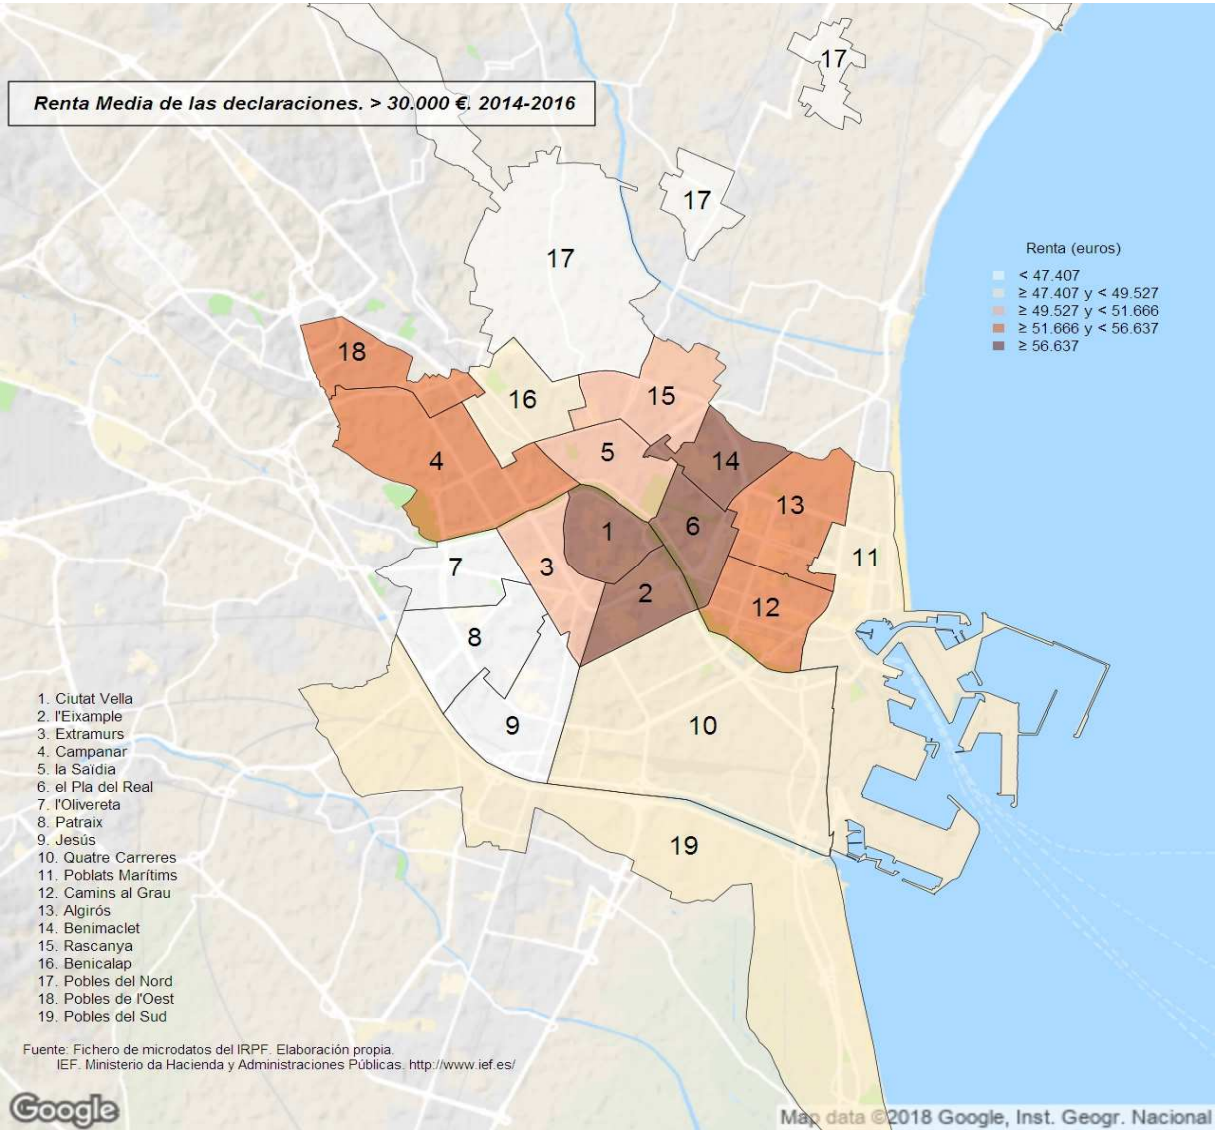 Renta Media de las declaraciones. > 30.000 €. 2014-2016
17
17
17
Renta (euros)
< 47.407
≥ 47.407 y < 49.527
≥ 49.527 y < 51.666
≥ 51.666 y < 56.637
≥ 56.637
18
16
15
4
5
14
13
1
6
11
7
3
2
12
8
9
10
19
1. Ciutat Vella
2. l'Eixample
3. Extramurs
4. Campanar
5. la Saïdia
6. el Pla del Real
7. l'Olivereta
8. Patraix
9. Jesús
10. Quatre Carreres
11. Poblats Marítims
12. Camins al Grau
13. Algirós
14. Benimaclet
15. Rascanya
16. Benicalap
17. Pobles del Nord
18. Pobles de l'Oest
19. Pobles del Sud
Fuente: Fichero de microdatos del IRPF. Elaboración propia.
IEF. Ministerio da Hacienda y Administraciones Públicas. http://www.ief.es/
Google
Map data ©2018 Google, Inst. Geogr. Nacional